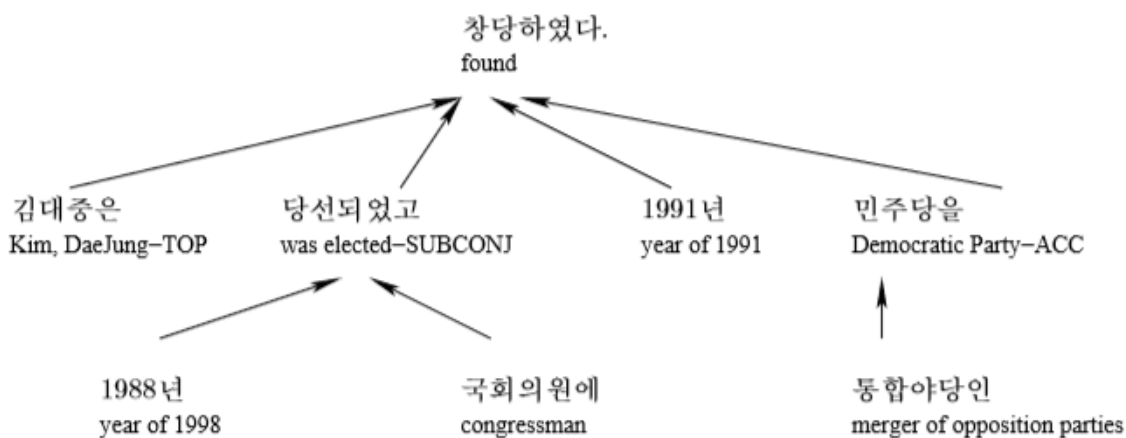 창당하였다.
found
김대중은 당선되었고 1991년 민주당을
Kim, DaeJung–TOP was elected–SUBCONJ year of 1991 Democratic Party–ACC
1988년 국회의원에 통합야당인
year of 1998 congressman merger of opposition parties